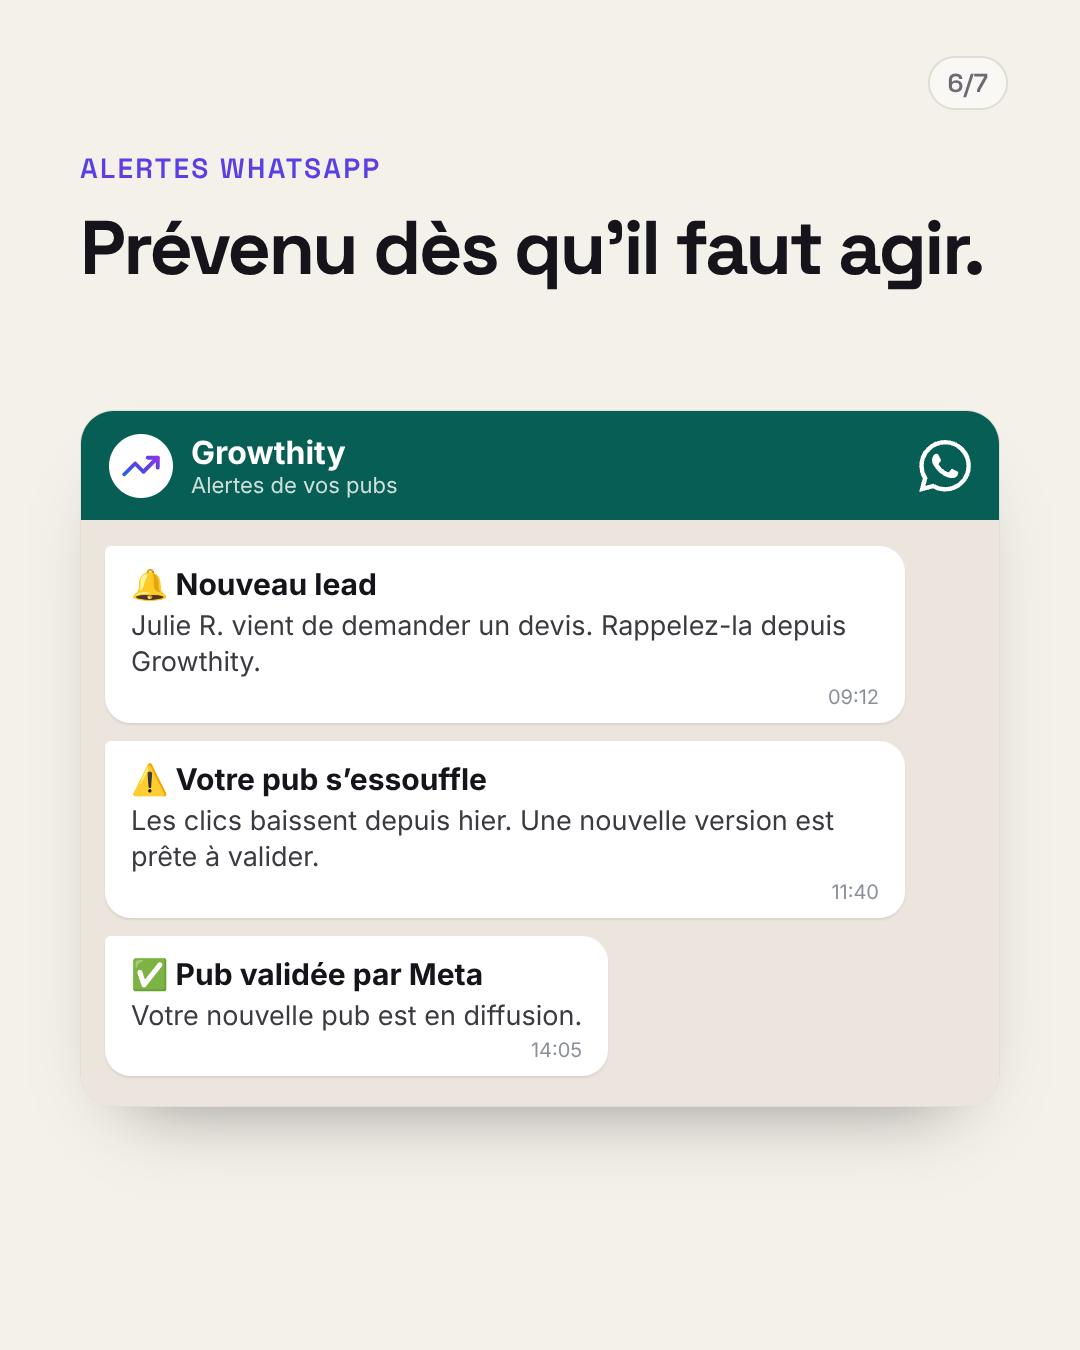 6/7
ALERTES WHATSAPP
Prévenu dès qu’il faut agir.
Growthity
Alertes de vos pubs
🔔 Nouveau lead
Julie R. vient de demander un devis. Rappelez-la depuis
Growthity.
09:12
⚠️ Votre pub s’essouffle
Les clics baissent depuis hier. Une nouvelle version est
prête à valider.
11:40
✅ Pub validée par Meta
Votre nouvelle pub est en diffusion.
14:05